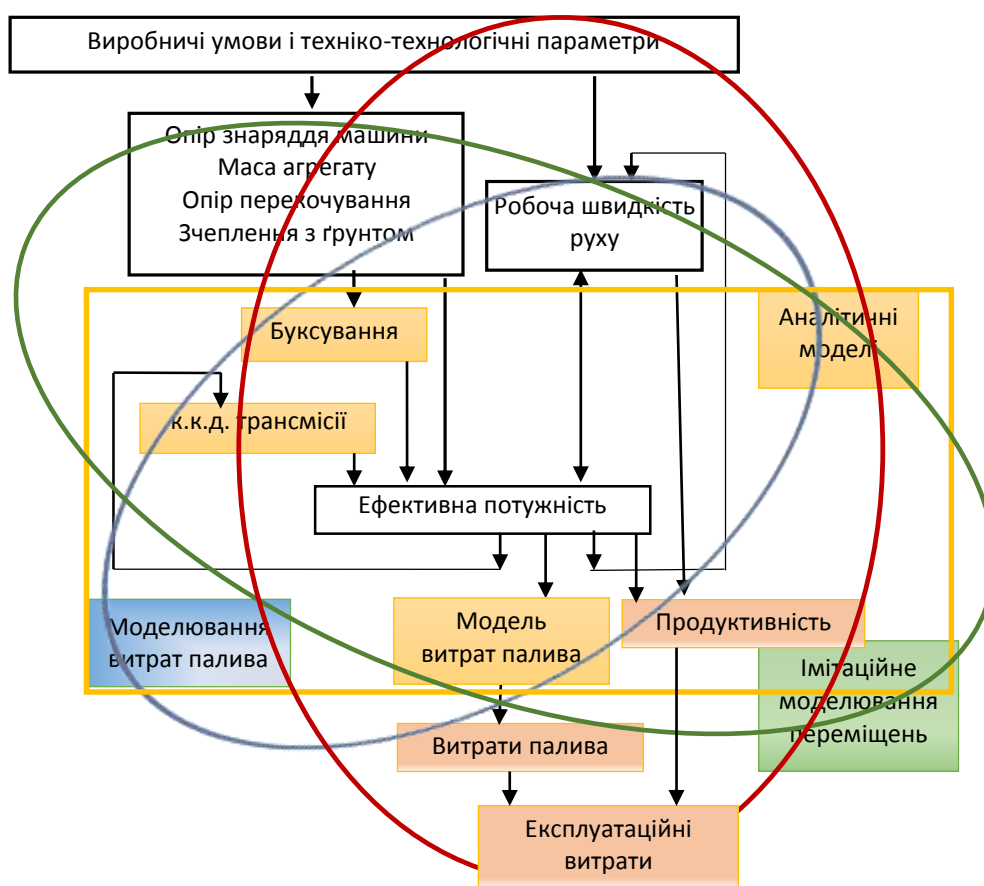 Виробничі умови і техніко-технологічні параметри
Опір знаряддя машини
Маса агрегату
Опір перекочування
Зчеплення з ґрунтом
Робоча швидкість
руху
Буксування
Аналітичні
моделі
к.к.д. трансмісії
Ефективна потужність
Моделювання
витрат палива
Модель
витрат палива
Продуктивність
Імітаційне
моделювання
переміщень
Витрати палива
Експлуатаційні
витрати